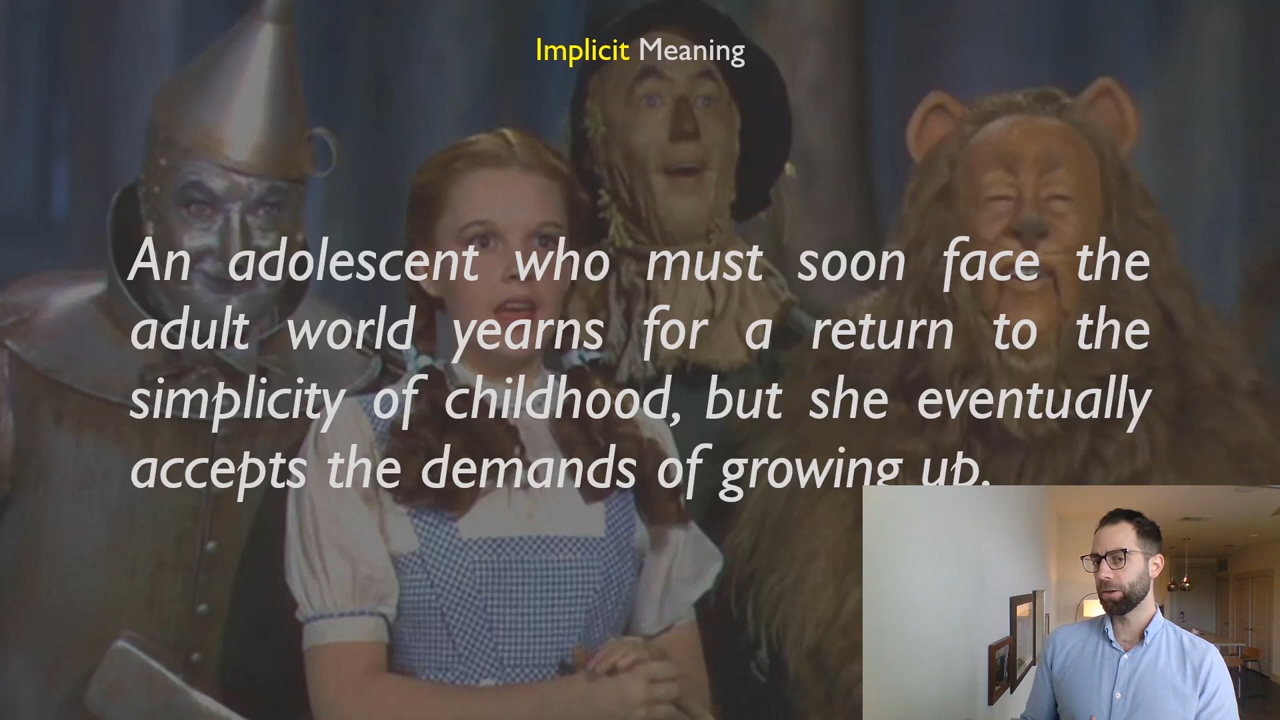 Implicit Meaning
An adolescent who must soon face the
adult world yearns for a return to the
simplicity of childhood, but she eventually
accepts the demands of growing up.